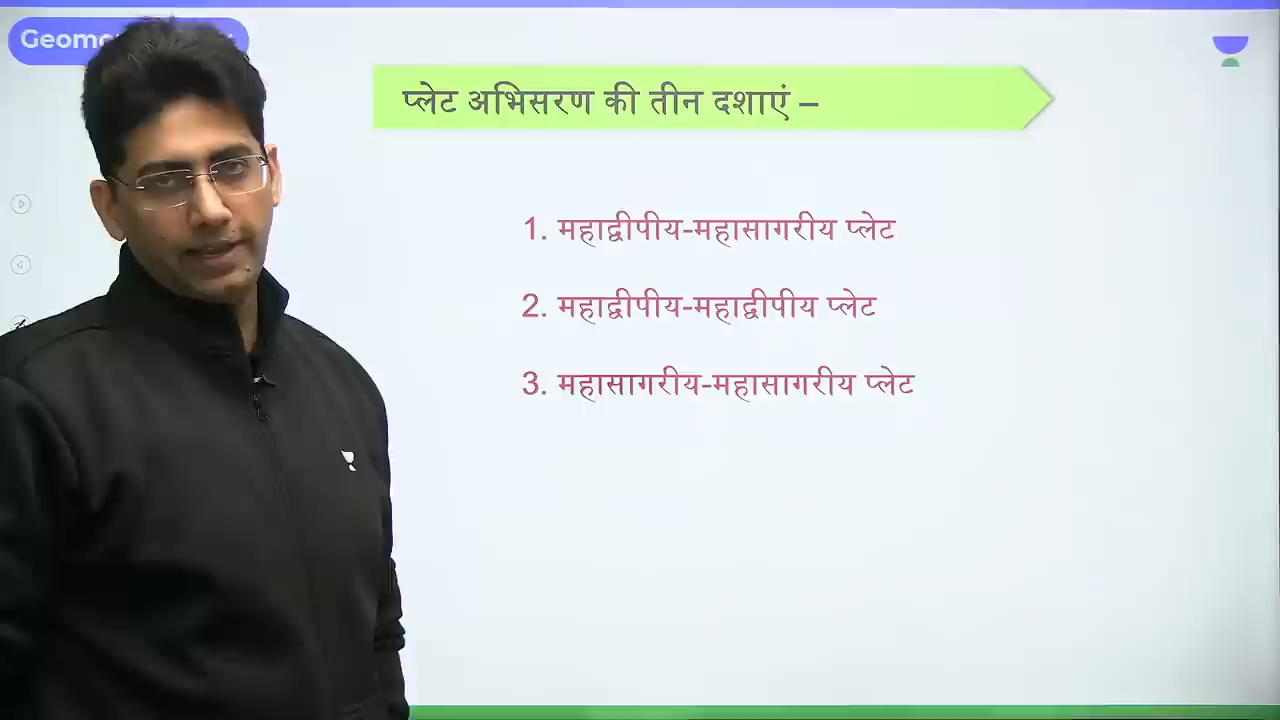 प्लेट अभिसरण की तीन दशाएं –
1. महाद्वीपीय-महासागरीय प्लेट
2. महाद्वीपीय-महाद्वीपीय प्लेट
3. महासागरीय-महासागरीय प्लेट